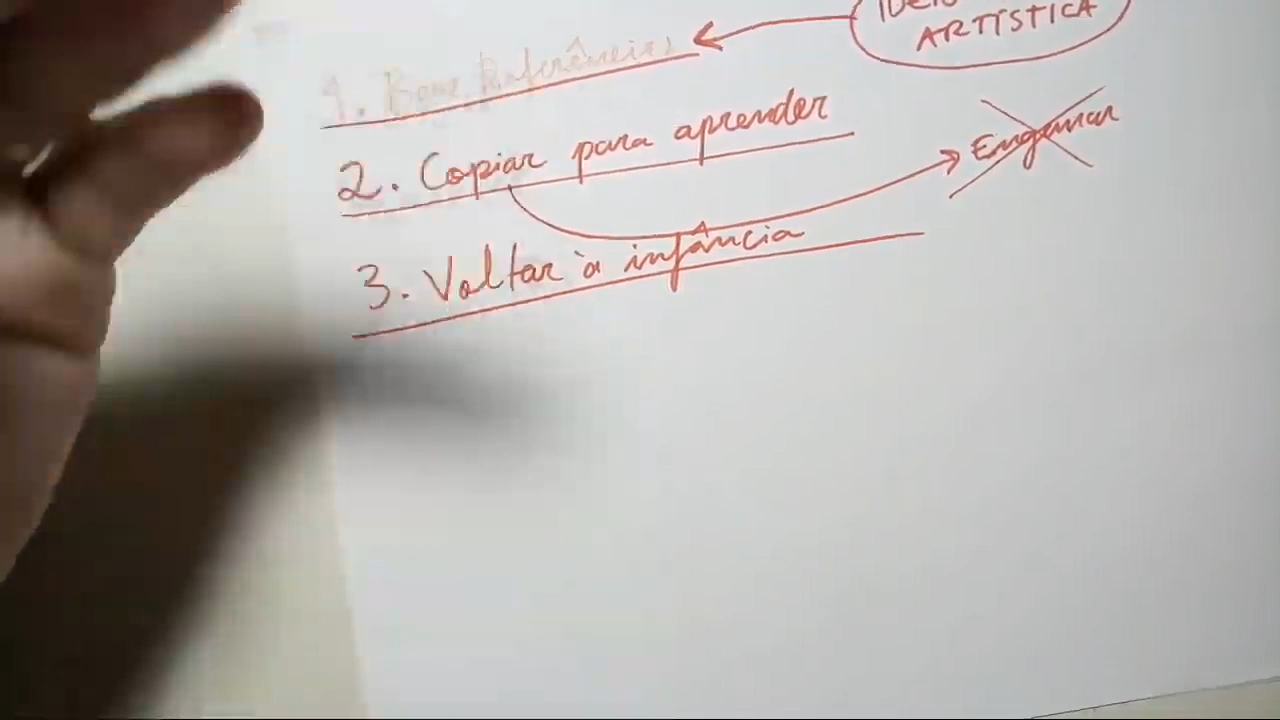 ARTÍSTICA
1. Boas Referências
2. Copiar para aprender
Enganar
3. Voltar à infância